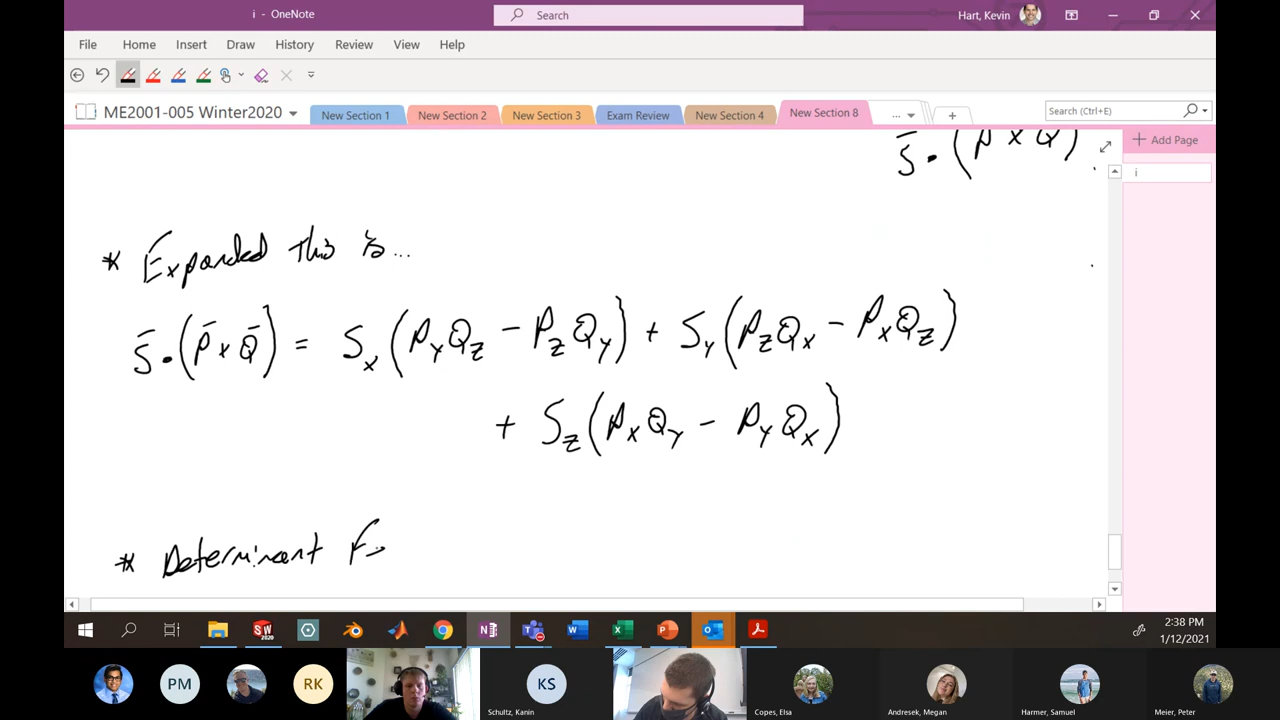 i - OneNote
Search
Hart, Kevin
File Home Insert Draw History Review View Help
ME2001-005 Winter2020
New Section 1
New Section 2
New Section 3
Exam Review
New Section 4
New Section 8
...
Search (Ctrl+E)
Add Page
i
S̄ • (P × Q)
* Expanded this is...
S̄ • (P̄ × Q̄) = Sx (PyQz − PzQy) + Sy (PzQx − PxQz)
+ Sz (PxQy − PyQx)
* Determinant F
2:38 PM
1/12/2021
PM
RK
KS
Schultz, Kanin
Copes, Elsa
Andresek, Megan
Harmer, Samuel
Meier, Peter